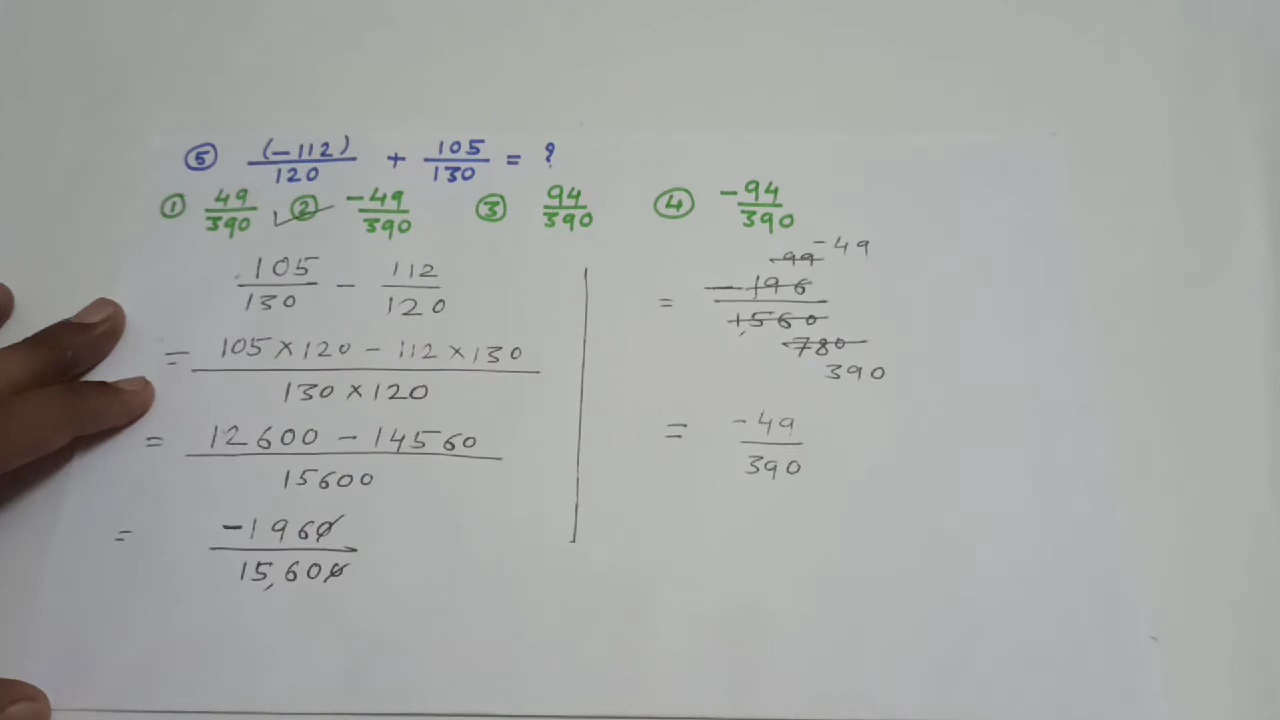 ⑤ (-112)/120 + 105/130 = ?
① 49/390 ② -49/390 ③ 94/390 ④ -94/390
105/130 - 112/120
= 105 × 120 - 112 × 130 / 130 × 120
= 12600 - 14560 / 15600
= -1960 / 15,600
99 -49
= -196 / 1,560
780
390
= -49/390